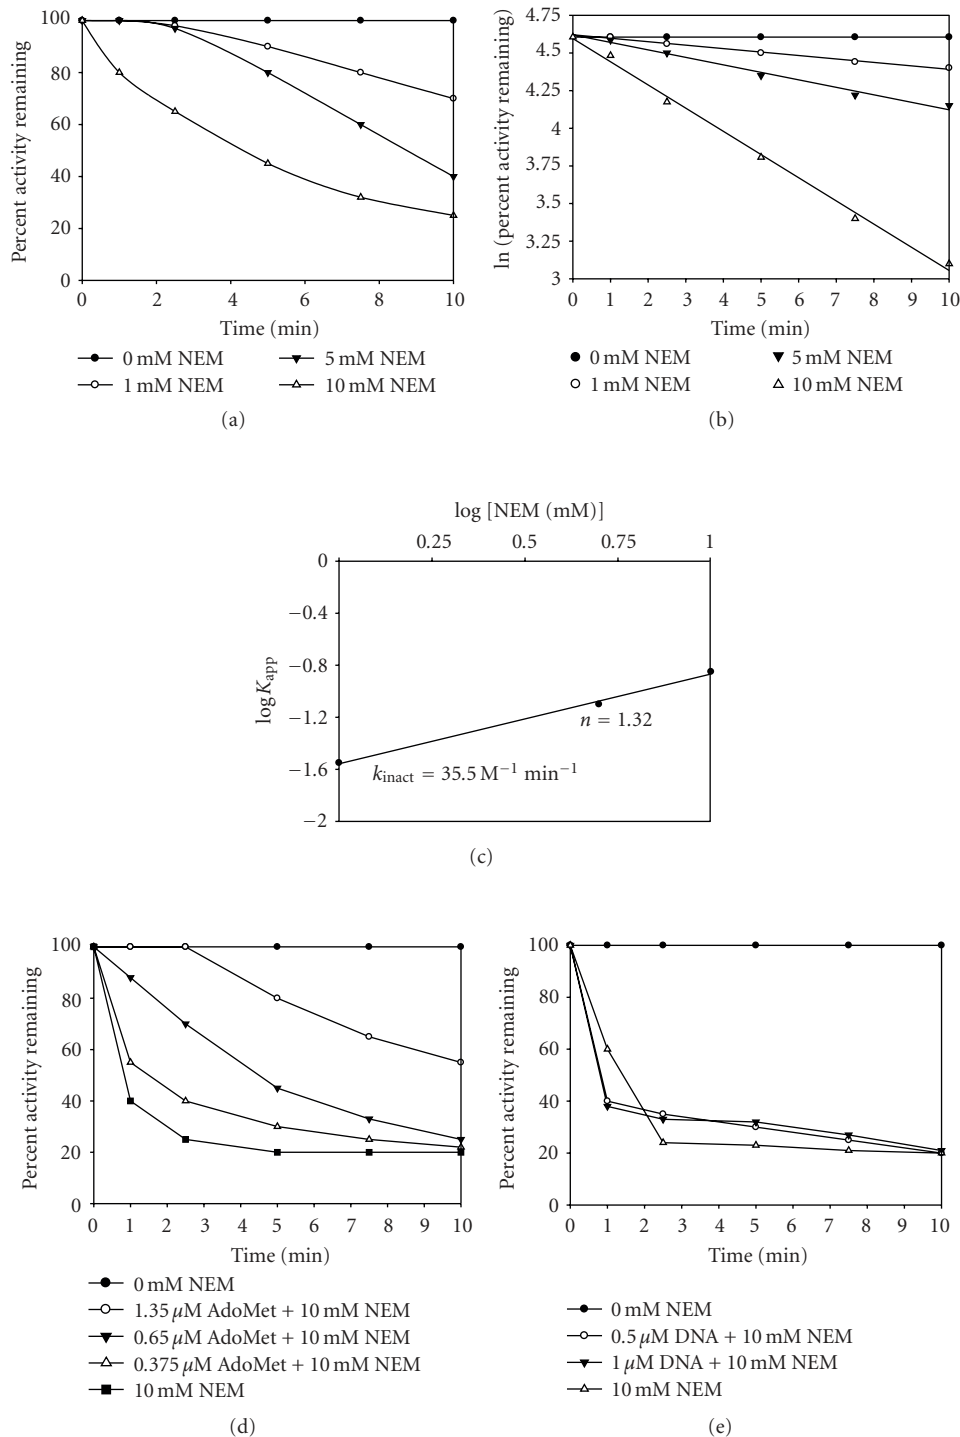 Percent activity remaining
100
80
60
40
20
0
0 2 4 6 8 10
Time (min)
0 mM NEM
5 mM NEM
1 mM NEM
10 mM NEM
(a)
ln (percent activity remaining)
4.75
4.5
4.25
4
3.75
3.5
3.25
3
0 1 2 3 4 5 6 7 8 9 10
Time (min)
0 mM NEM
5 mM NEM
1 mM NEM
10 mM NEM
(b)
log [NEM (mM)]
0.25 0.5 0.75 1
log Kapp
0
−0.4
−0.8
−1.2
−1.6
−2
n = 1.32
kinact = 35.5 M−1 min−1
(c)
Percent activity remaining
100
80
60
40
20
0
0 1 2 3 4 5 6 7 8 9 10
Time (min)
0 mM NEM
1.35 μM AdoMet + 10 mM NEM
0.65 μM AdoMet + 10 mM NEM
0.375 μM AdoMet + 10 mM NEM
10 mM NEM
(d)
Percent activity remaining
100
80
60
40
20
0
0 1 2 3 4 5 6 7 8 9 10
Time (min)
0 mM NEM
0.5 μM DNA + 10 mM NEM
1 μM DNA + 10 mM NEM
10 mM NEM
(e)